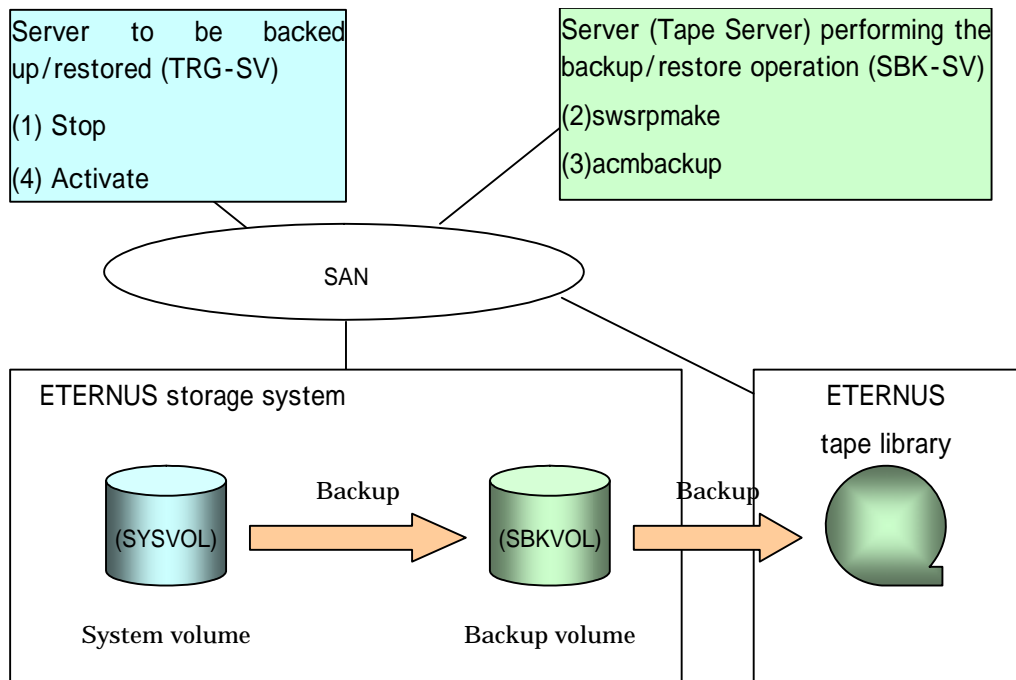 Server to be backed
up/restored (TRG-SV)
(1) Stop
(4) Activate
Server (Tape Server) performing the
backup/restore operation (SBK-SV)
(2)swsrpmake
(3)acmbackup
SAN
ETERNUS storage system
ETERNUS
tape library
Backup
Backup
(SYSVOL)
(SBKVOL)
System volume
Backup volume